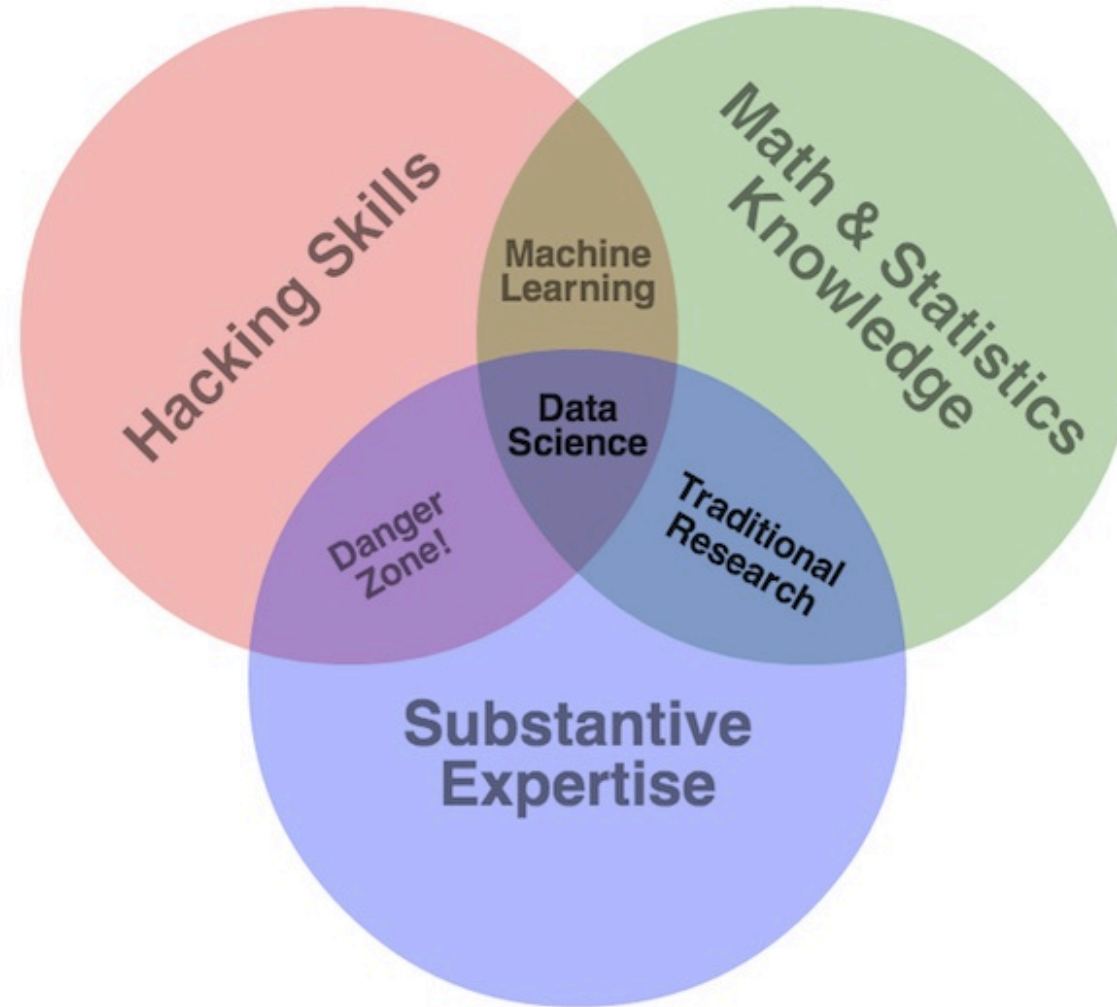 Hacking Skills
Math & Statistics
Knowledge
Machine
Learning
Data
Science
Danger
Zone!
Traditional
Research
Substantive
Expertise